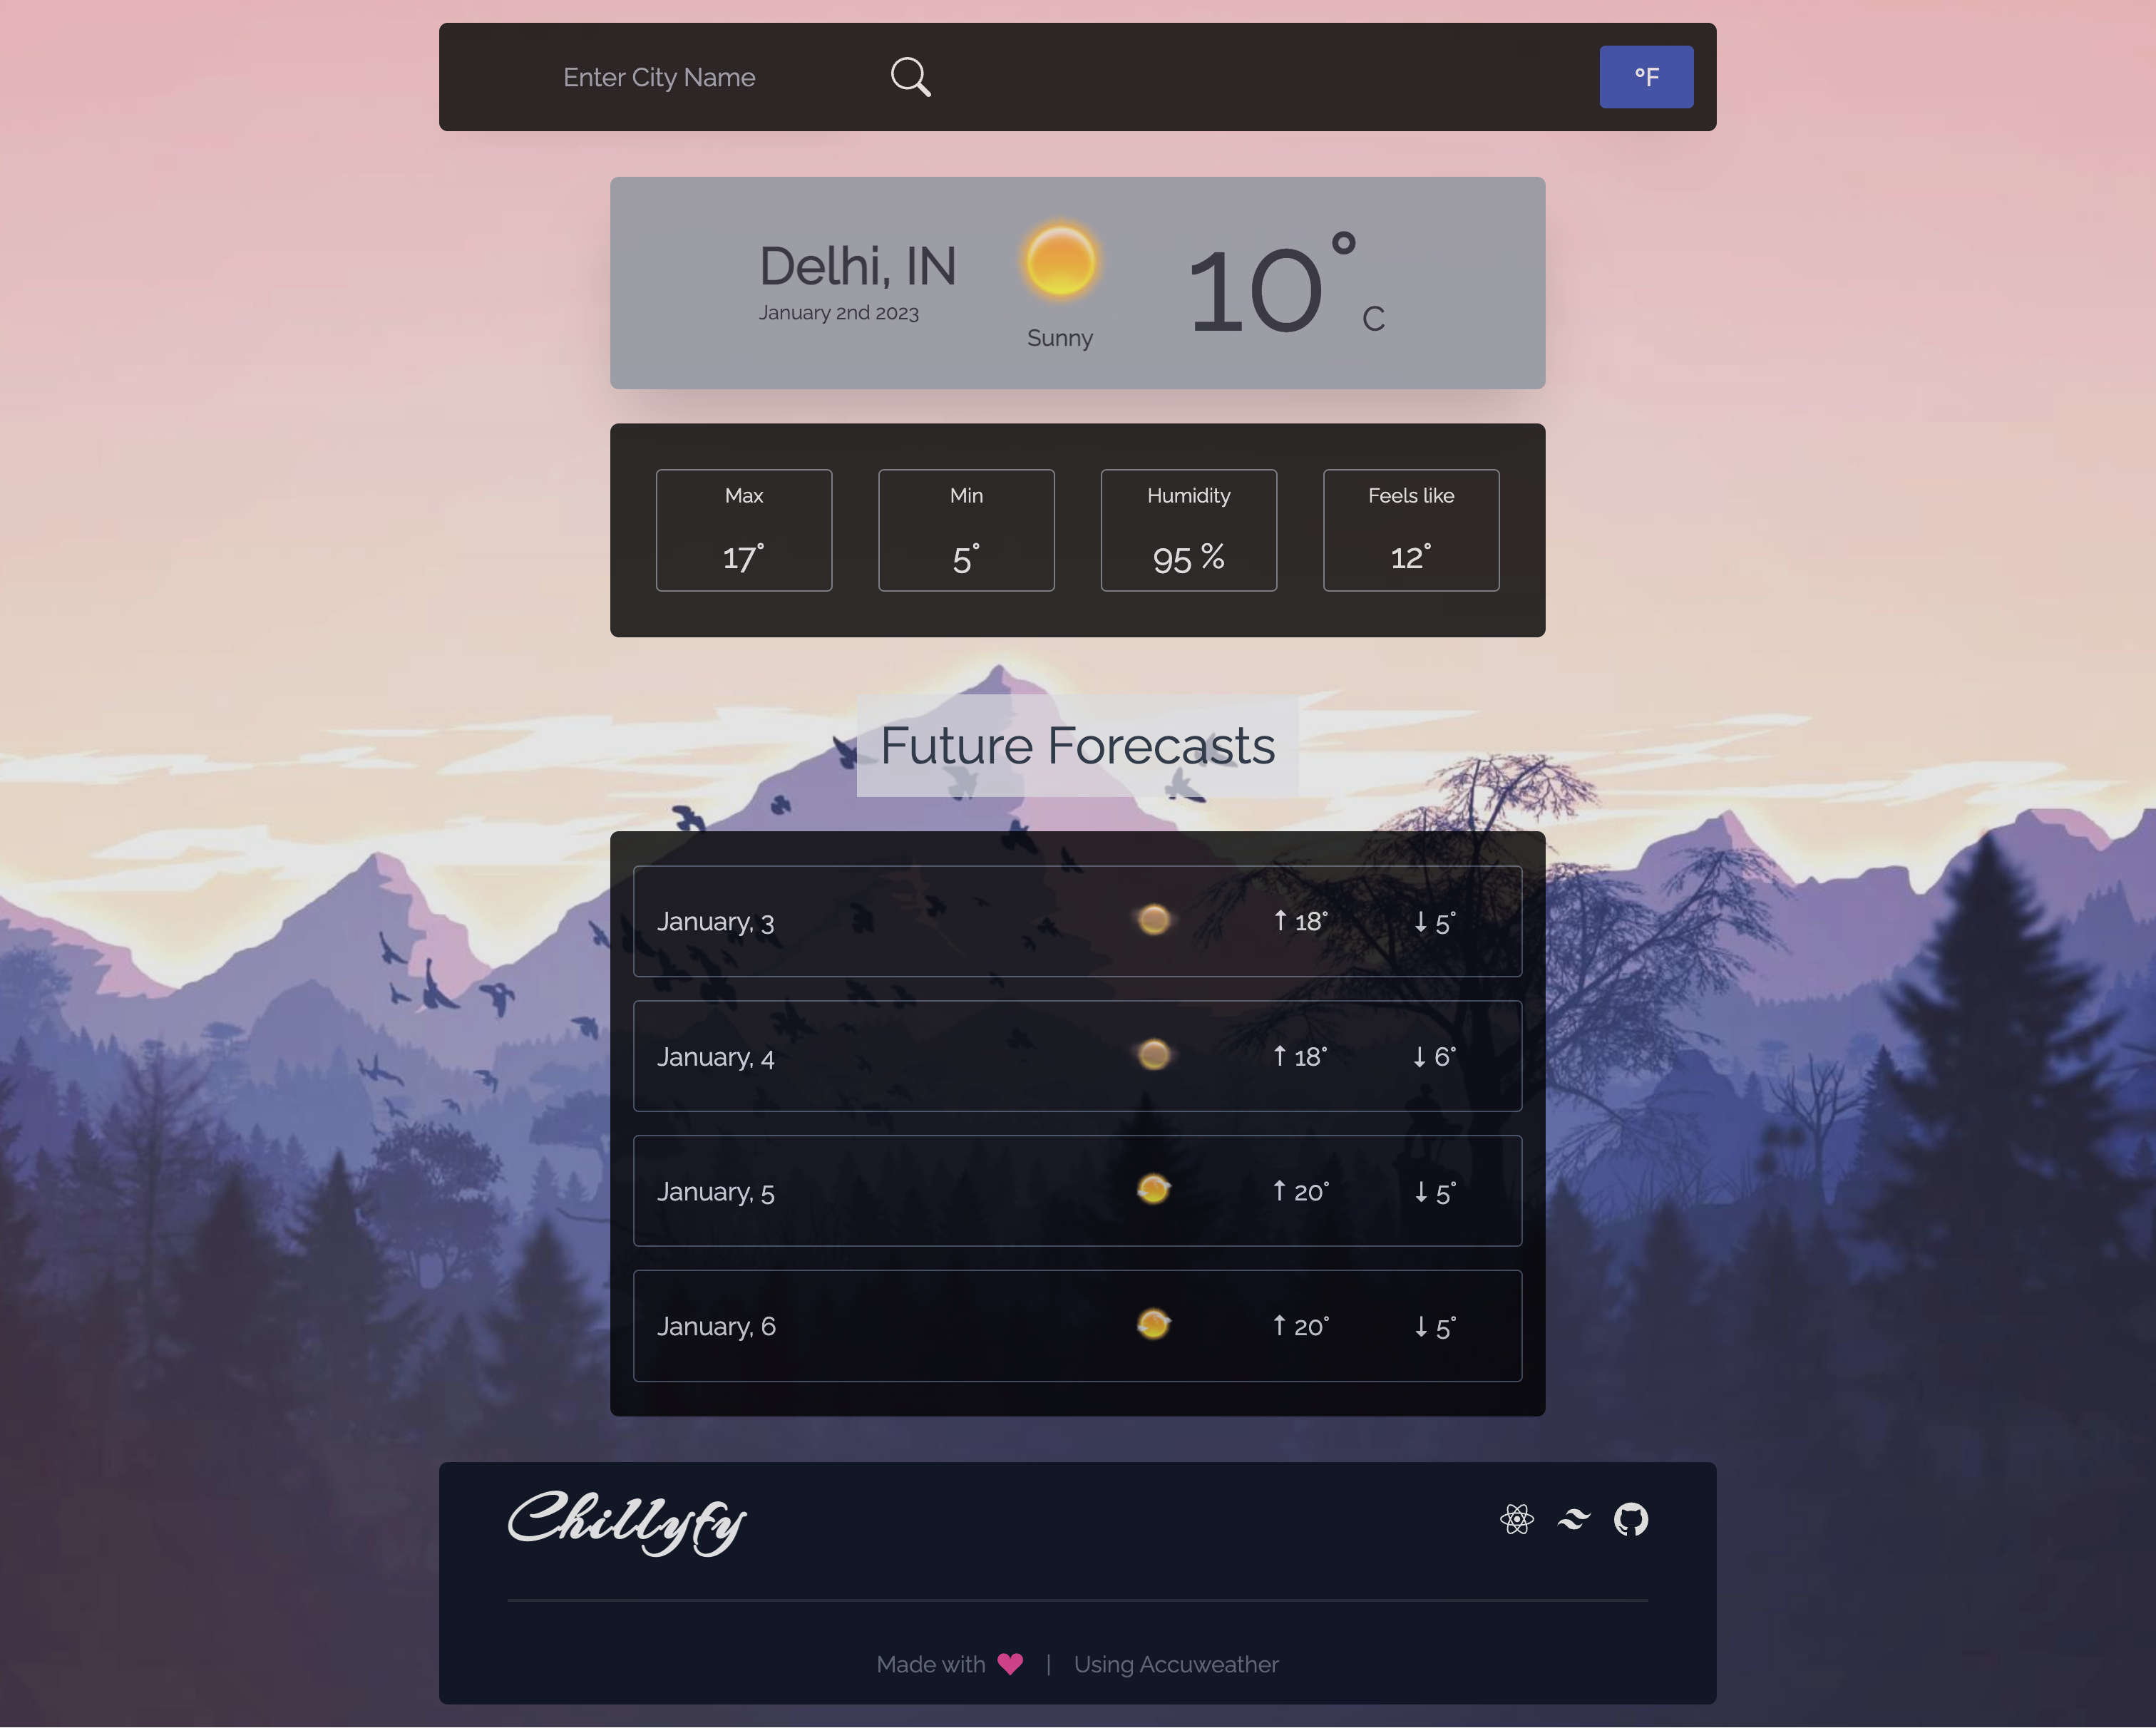 Enter City Name
°F
Delhi, IN
January 2nd 2023
Sunny
10° C
Max
17°
Min
5°
Humidity
95 %
Feels like
12°
Future Forecasts
January, 3 ↑ 18° ↓ 5°
January, 4 ↑ 18° ↓ 6°
January, 5 ↑ 20° ↓ 5°
January, 6 ↑ 20° ↓ 5°
Chillyfy
Made with ♥ | Using Accuweather